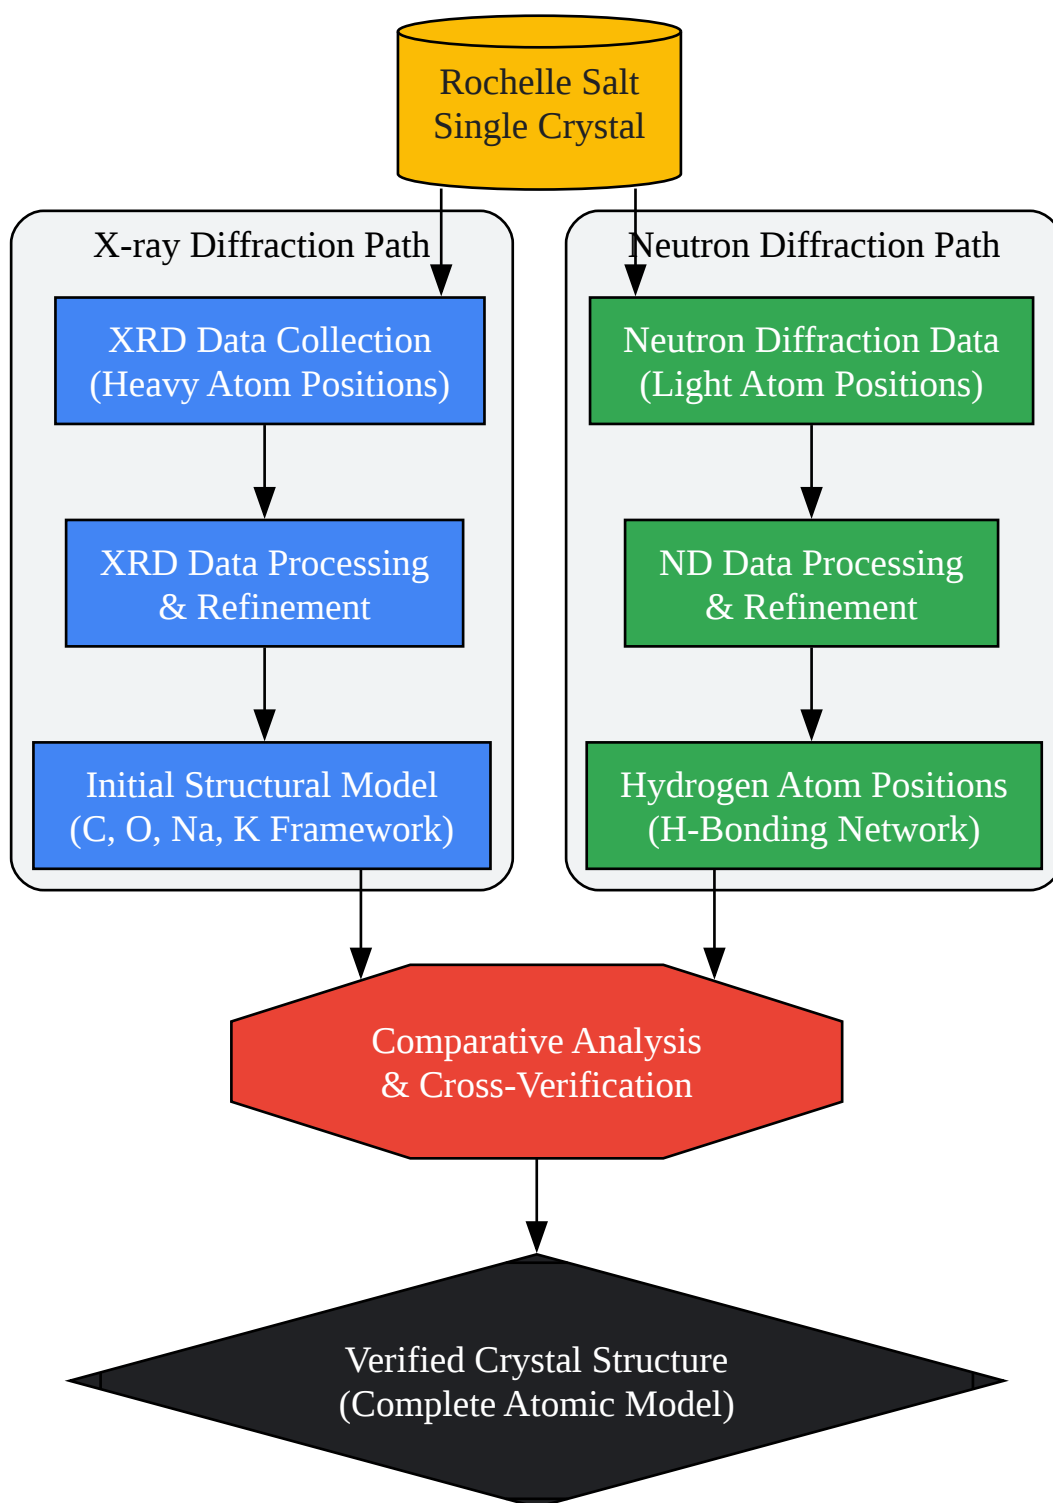 Rochelle Salt
Single Crystal
X-ray Diffraction Path
XRD Data Collection
(Heavy Atom Positions)
XRD Data Processing
& Refinement
Initial Structural Model
(C, O, Na, K Framework)
Neutron Diffraction Path
Neutron Diffraction Data
(Light Atom Positions)
ND Data Processing
& Refinement
Hydrogen Atom Positions
(H-Bonding Network)
Comparative Analysis
& Cross-Verification
Verified Crystal Structure
(Complete Atomic Model)